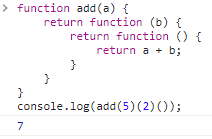 > function add(a) {
    return function (b) {
        return function () {
            return a + b;
        }
    }
}
console.log(add(5)(2)());
7